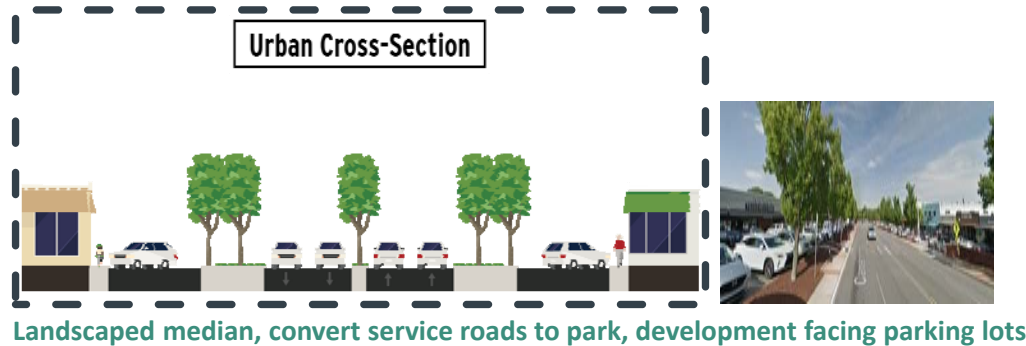 Urban Cross-Section
Landscaped median, convert service roads to park, development facing parking lots